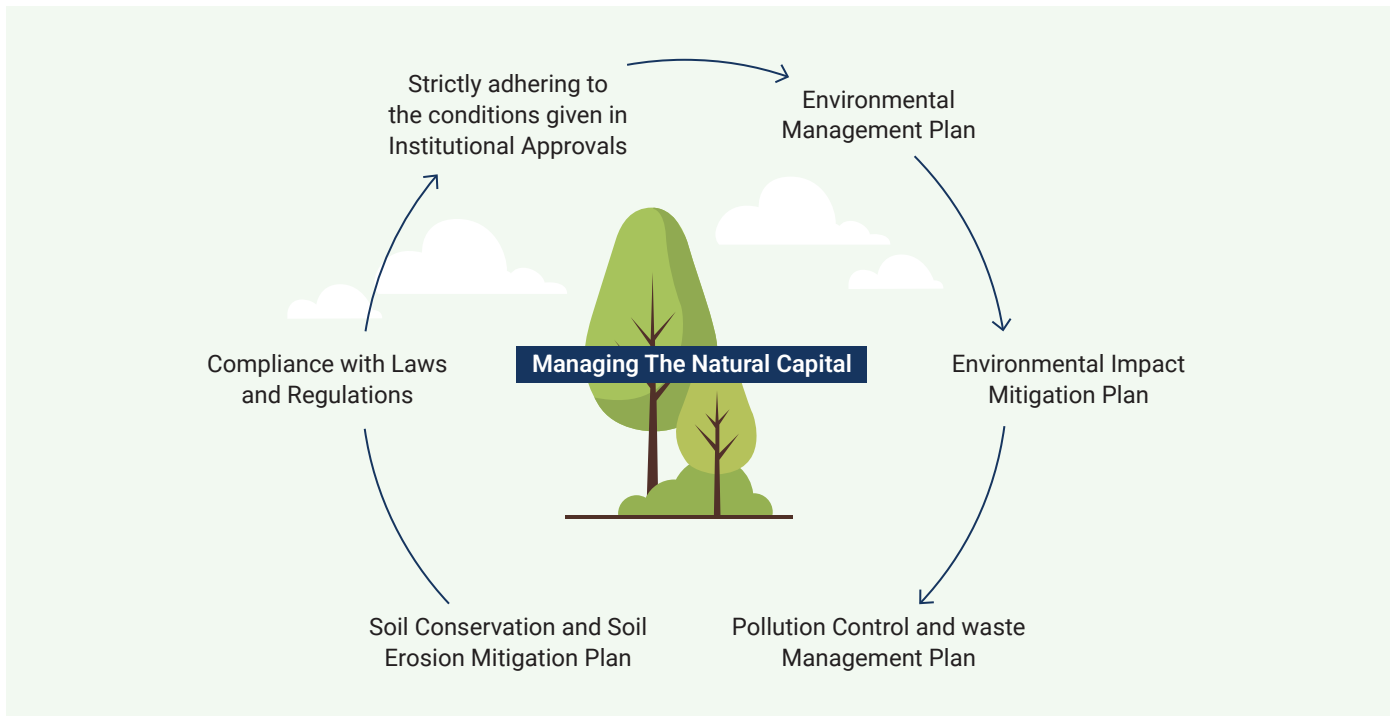 Strictly adhering to
the conditions given in
Institutional Approvals
Environmental
Management Plan
Environmental Impact
Mitigation Plan
Pollution Control and waste
Management Plan
Soil Conservation and Soil
Erosion Mitigation Plan
Compliance with Laws
and Regulations
Managing The Natural Capital